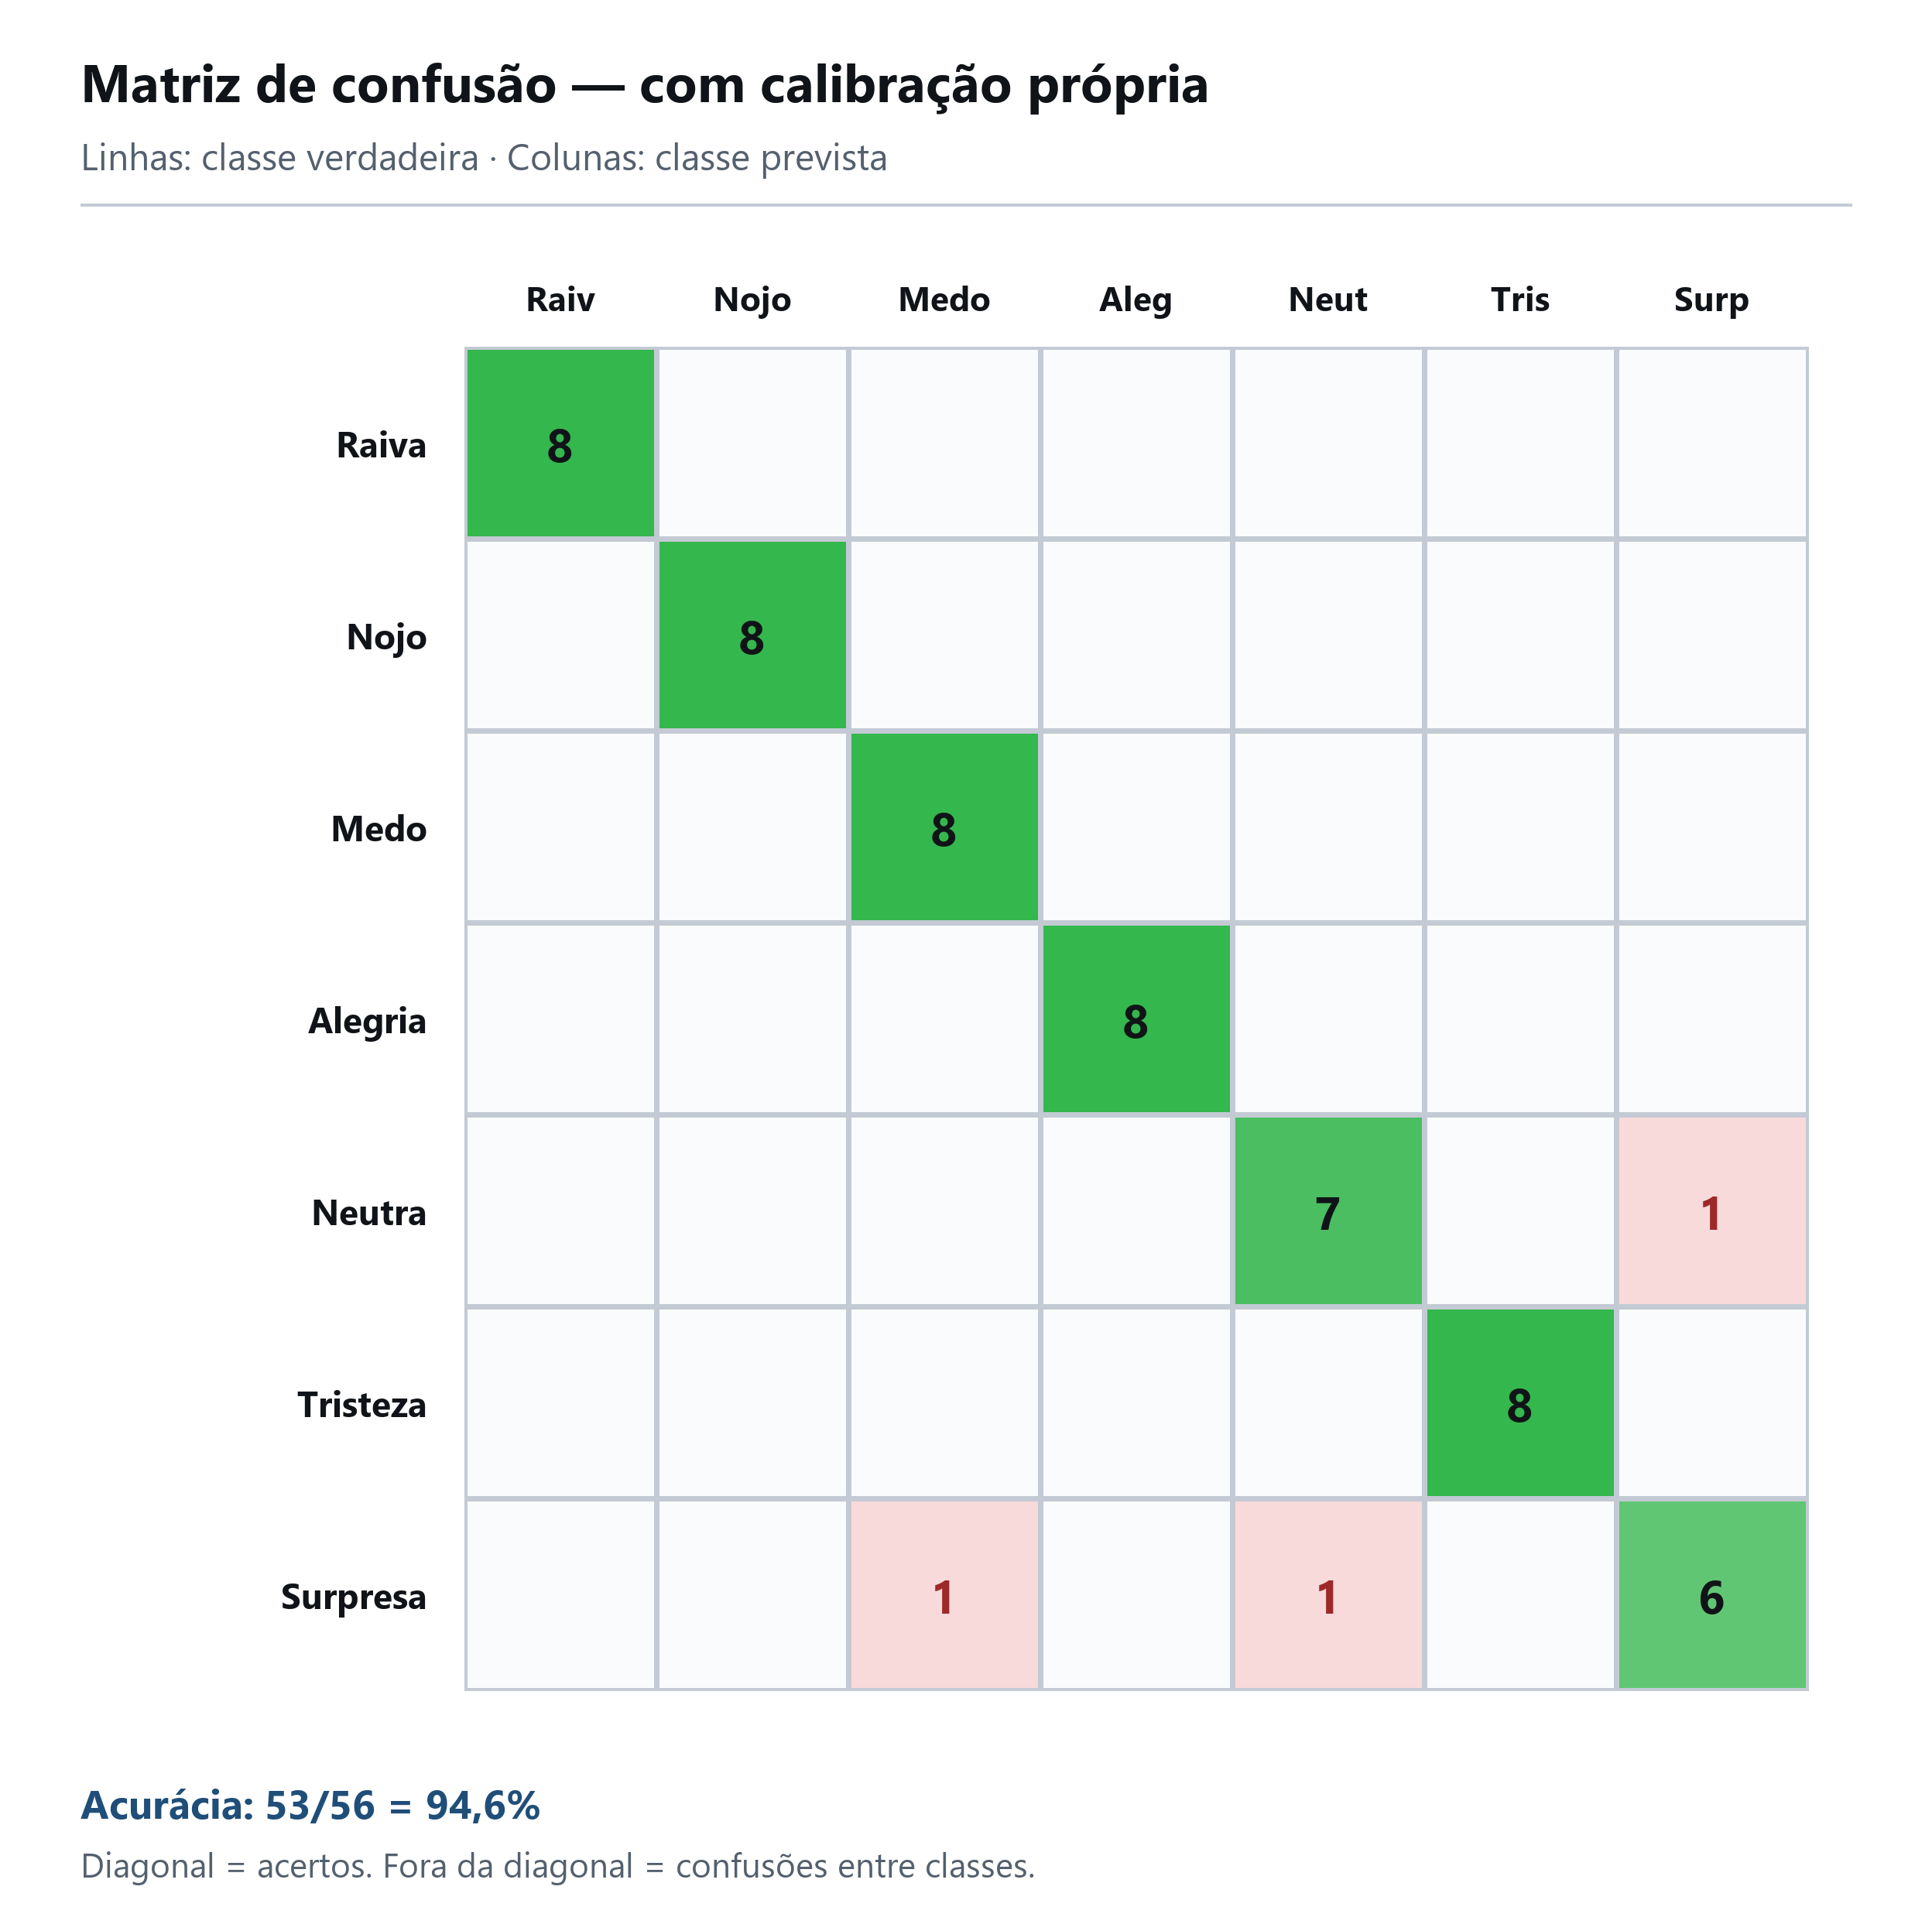 Matriz de confusão — com calibração própria
Linhas: classe verdadeira · Colunas: classe prevista
Raiv Nojo Medo Aleg Neut Tris Surp
Raiva 8
Nojo 8
Medo 8
Alegria 8
Neutra 7 1
Tristeza 8
Surpresa 1 1 6
Acurácia: 53/56 = 94,6%
Diagonal = acertos. Fora da diagonal = confusões entre classes.